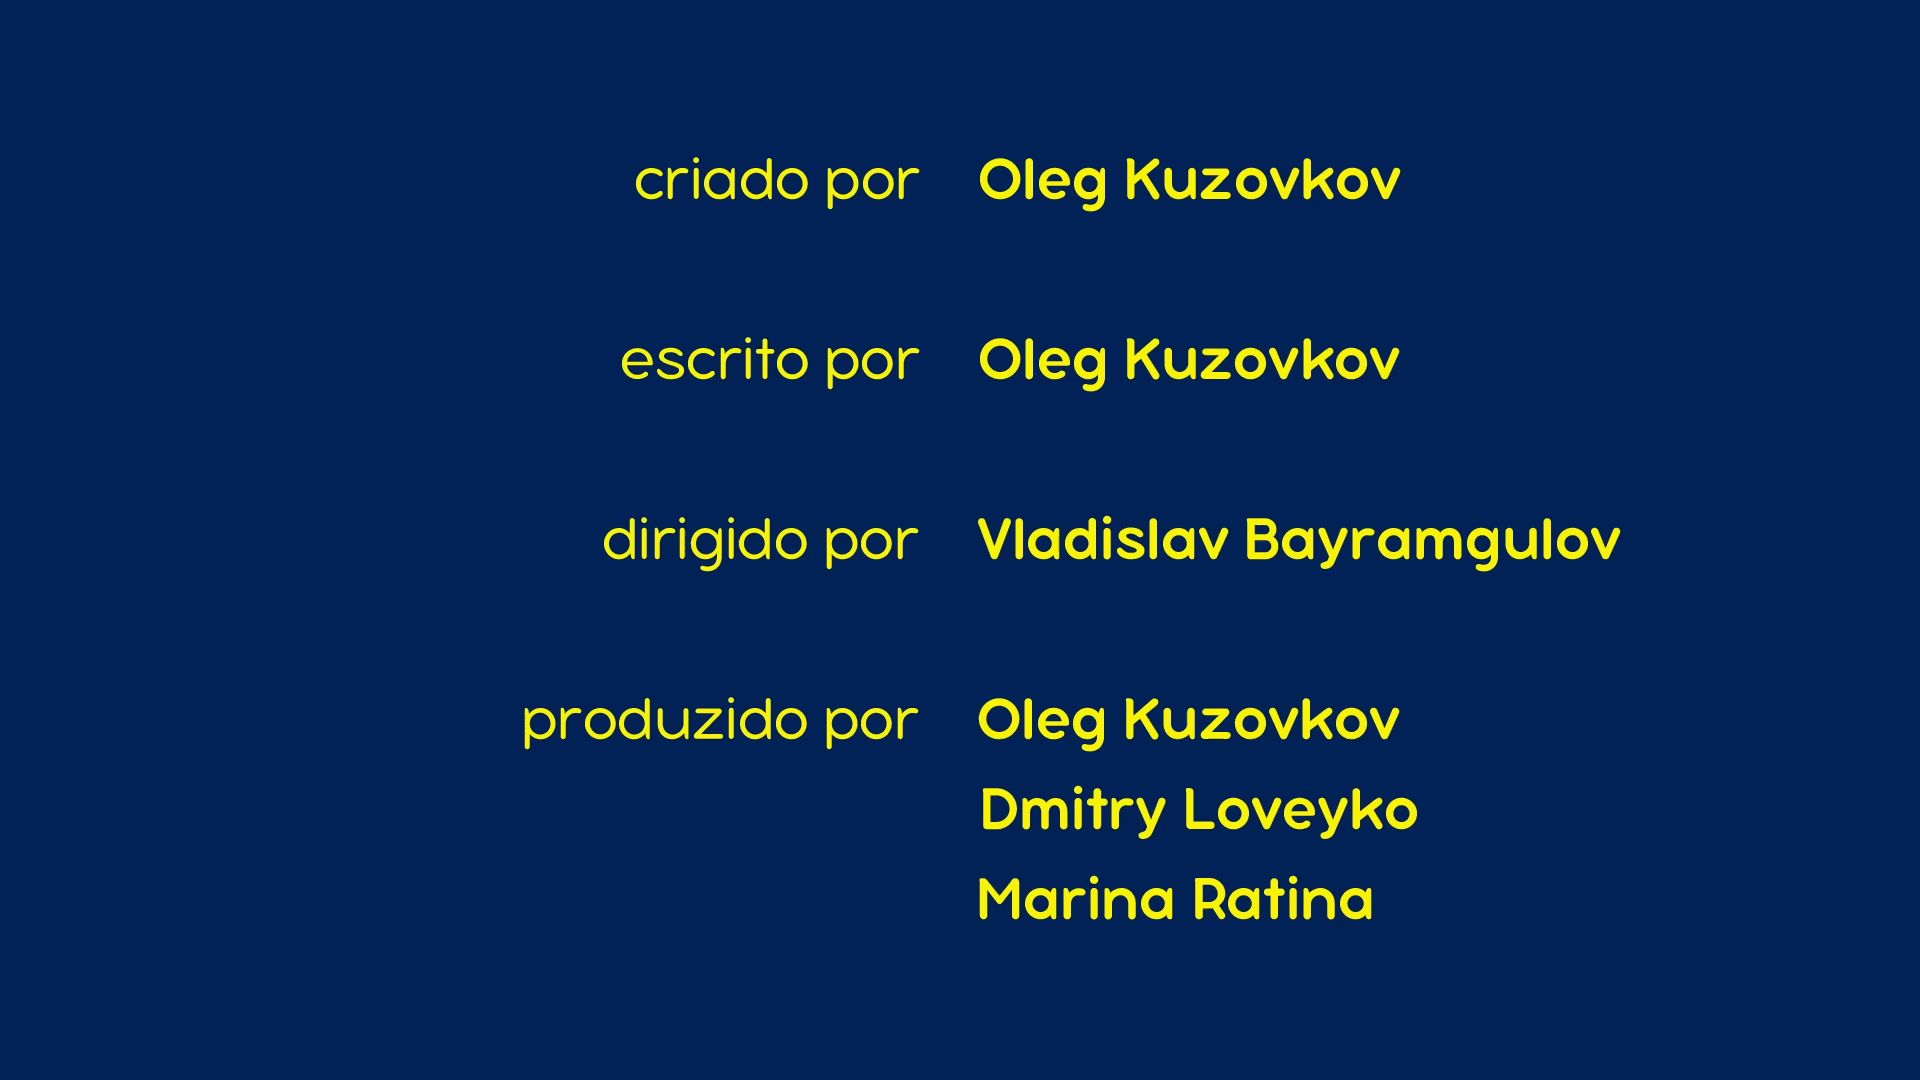 criado por Oleg Kuzovkov
escrito por Oleg Kuzovkov
dirigido por Vladislav Bayramgulov
produzido por Oleg Kuzovkov
Dmitry Loveyko
Marina Ratina